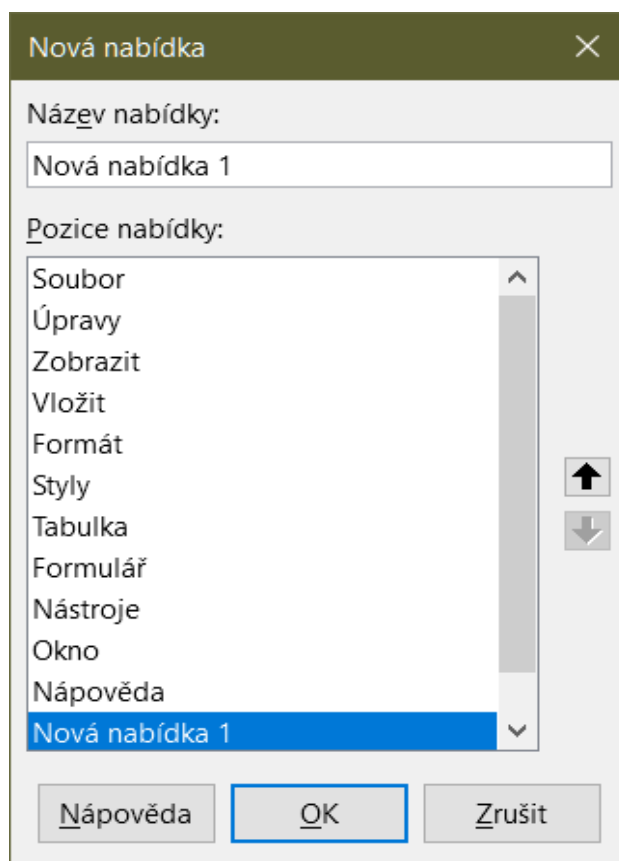 Nová nabídka
Název nabídky:
Nová nabídka 1
Pozice nabídky:
Soubor
Úpravy
Zobrazit
Vložit
Formát
Styly
Tabulka
Formulář
Nástroje
Okno
Nápověda
Nová nabídka 1
Nápověda OK Zrušit